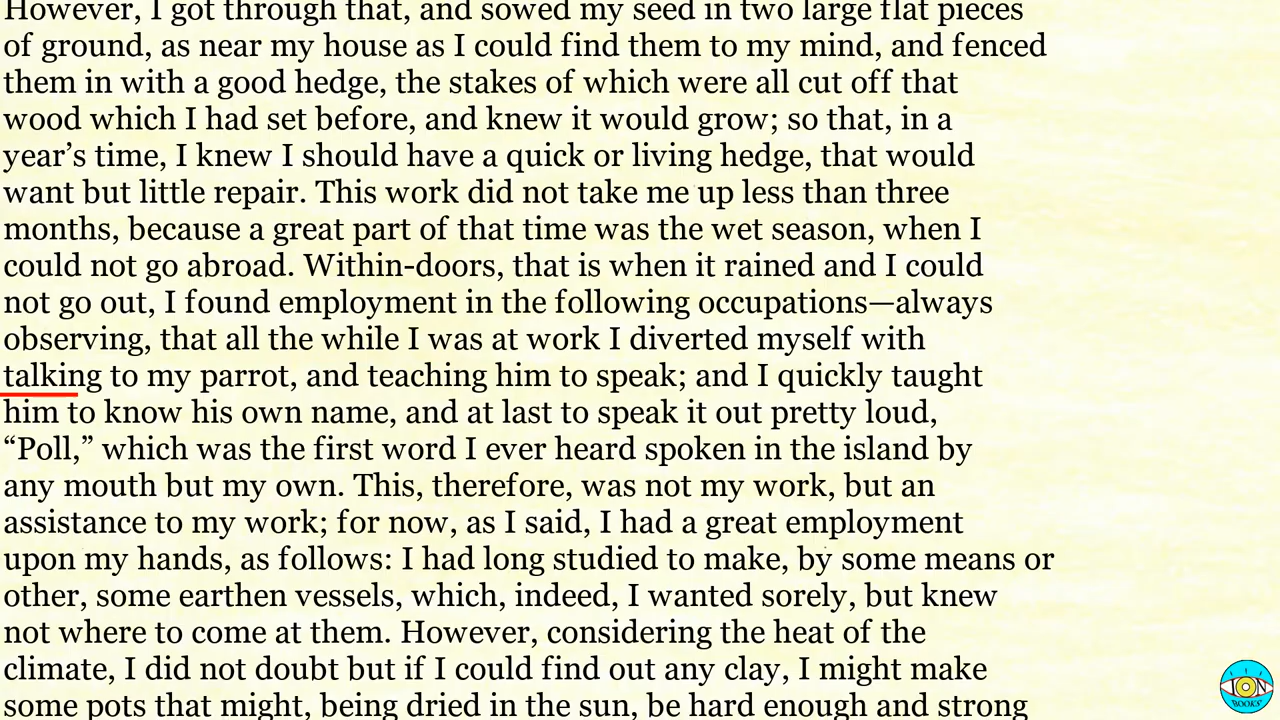 However, I got through that, and sowed my seed in two large flat pieces
of ground, as near my house as I could find them to my mind, and fenced
them in with a good hedge, the stakes of which were all cut off that
wood which I had set before, and knew it would grow; so that, in a
year’s time, I knew I should have a quick or living hedge, that would
want but little repair. This work did not take me up less than three
months, because a great part of that time was the wet season, when I
could not go abroad. Within-doors, that is when it rained and I could
not go out, I found employment in the following occupations—always
observing, that all the while I was at work I diverted myself with
talking to my parrot, and teaching him to speak; and I quickly taught
him to know his own name, and at last to speak it out pretty loud,
“Poll,” which was the first word I ever heard spoken in the island by
any mouth but my own. This, therefore, was not my work, but an
assistance to my work; for now, as I said, I had a great employment
upon my hands, as follows: I had long studied to make, by some means or
other, some earthen vessels, which, indeed, I wanted sorely, but knew
not where to come at them. However, considering the heat of the
climate, I did not doubt but if I could find out any clay, I might make
some pots that might, being dried in the sun, be hard enough and strong
ION
BOOKS